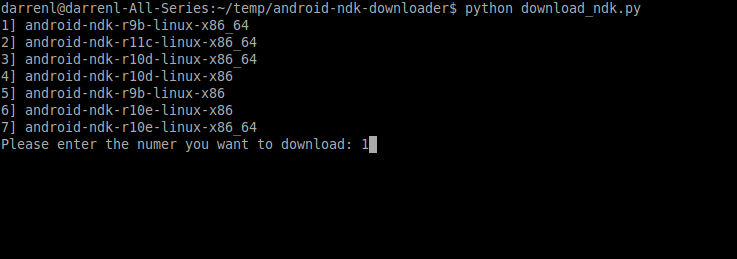 darrenl@darrenl-All-Series:~/temp/android-ndk-downloader$ python download_ndk.py
1] android-ndk-r9b-linux-x86_64
2] android-ndk-r11c-linux-x86_64
3] android-ndk-r10d-linux-x86_64
4] android-ndk-r10d-linux-x86
5] android-ndk-r9b-linux-x86
6] android-ndk-r10e-linux-x86
7] android-ndk-r10e-linux-x86_64
Please enter the numer you want to download: 1